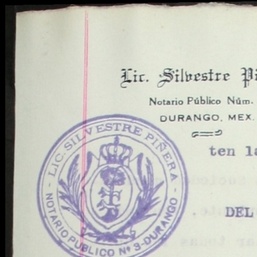 Lic. Silvestre Pi
Notario Público Núm.
DURANGO, MEX.
ten la
DEL
LIC. SILVESTRE PIÑERA
NOTARIO PUBLICO Nº 3-DURANGO